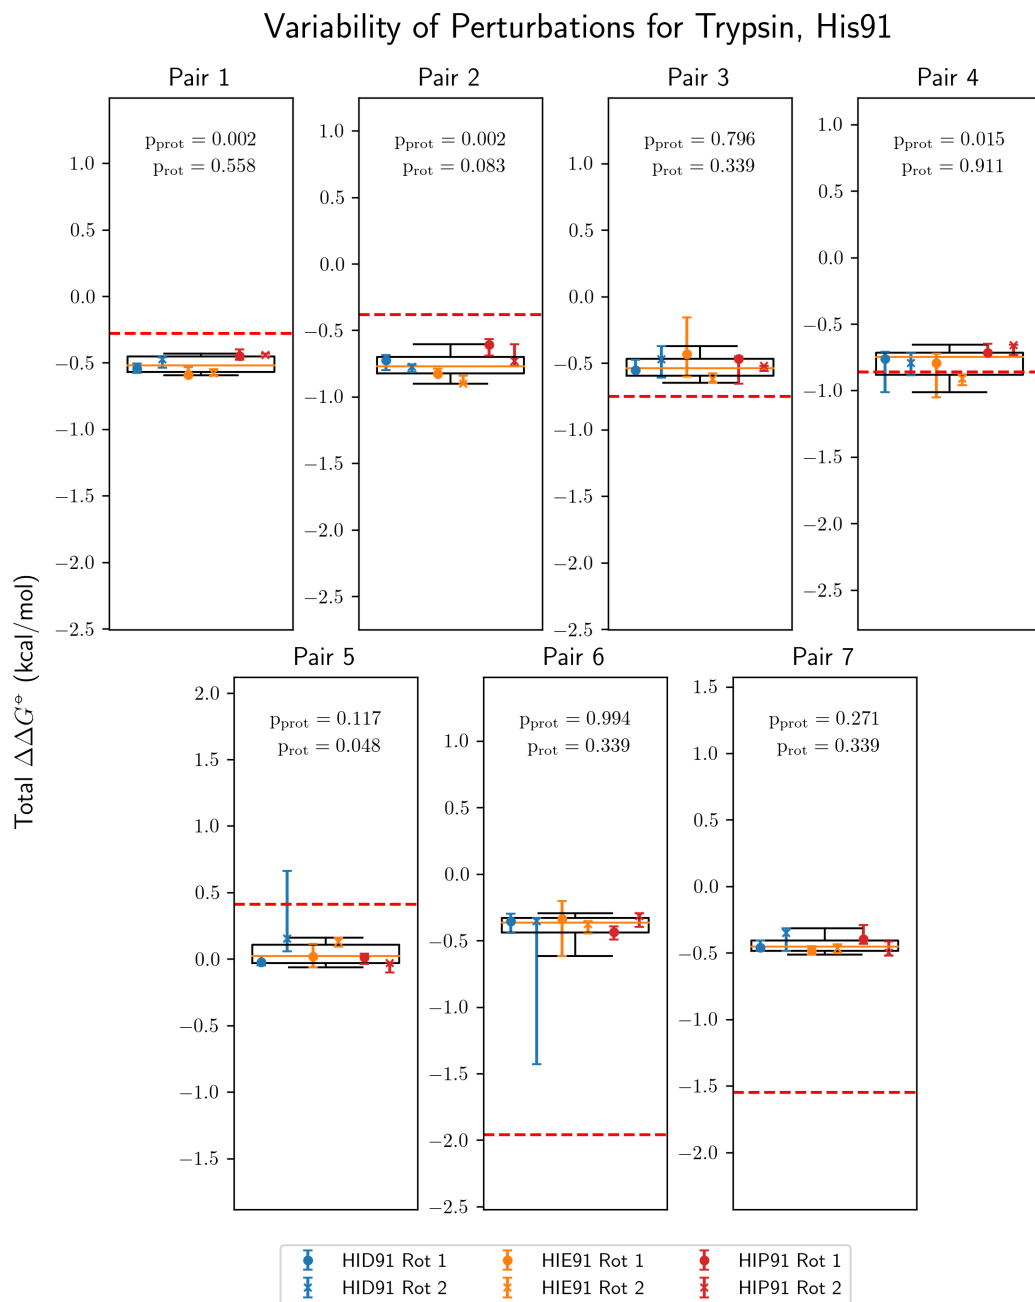 Variability of Perturbations for Trypsin, His91
Pair 1
Pair 2
Pair 3
Pair 4
p_prot = 0.002
p_rot = 0.558
p_prot = 0.002
p_rot = 0.083
p_prot = 0.796
p_rot = 0.339
p_prot = 0.015
p_rot = 0.911
1.0
0.5
0.0
−0.5
−1.0
−1.5
−2.0
−2.5
1.0
0.5
0.0
−0.5
−1.0
−1.5
−2.0
−2.5
1.0
0.5
0.0
−0.5
−1.0
−1.5
−2.0
−2.5
1.0
0.5
0.0
−0.5
−1.0
−1.5
−2.0
−2.5
Total ΔΔG⦵ (kcal/mol)
Pair 5
Pair 6
Pair 7
p_prot = 0.117
p_rot = 0.048
p_prot = 0.994
p_rot = 0.339
p_prot = 0.271
p_rot = 0.339
2.0
1.5
1.0
0.5
0.0
−0.5
−1.0
−1.5
1.0
0.5
0.0
−0.5
−1.0
−1.5
−2.0
−2.5
1.5
1.0
0.5
0.0
−0.5
−1.0
−1.5
−2.0
HID91 Rot 1
HIE91 Rot 1
HIP91 Rot 1
HID91 Rot 2
HIE91 Rot 2
HIP91 Rot 2